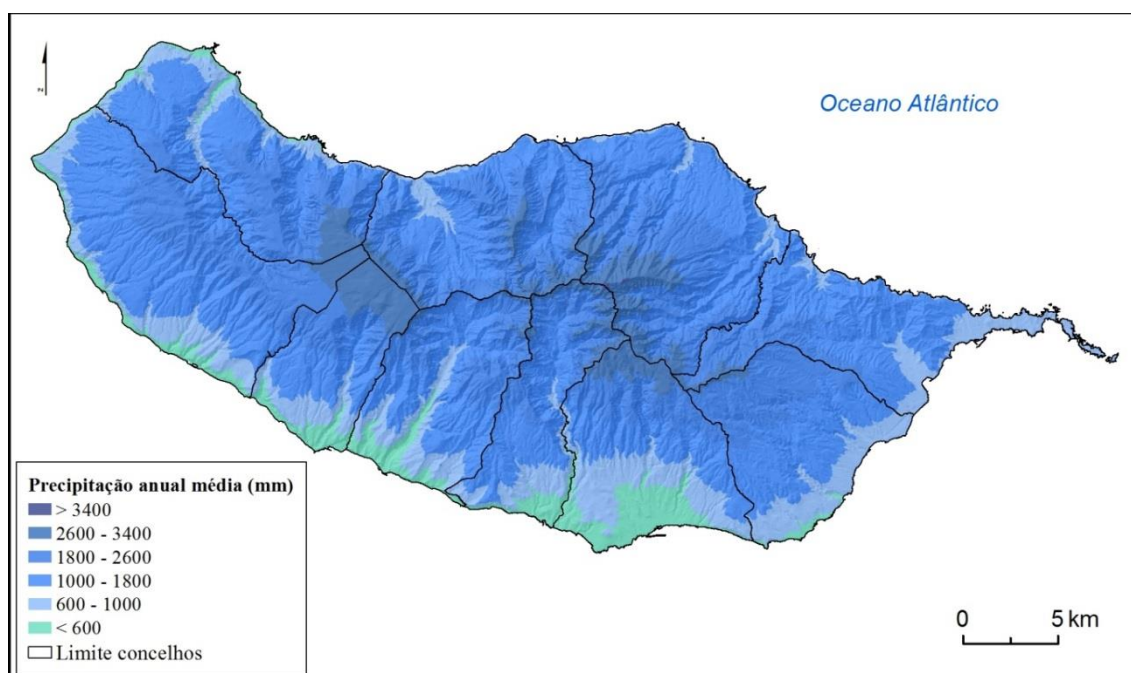 Oceano Atlântico
Precipitação anual média (mm)
> 3400
2600 - 3400
1800 - 2600
1000 - 1800
600 - 1000
< 600
Limite concelhos
0 5 km